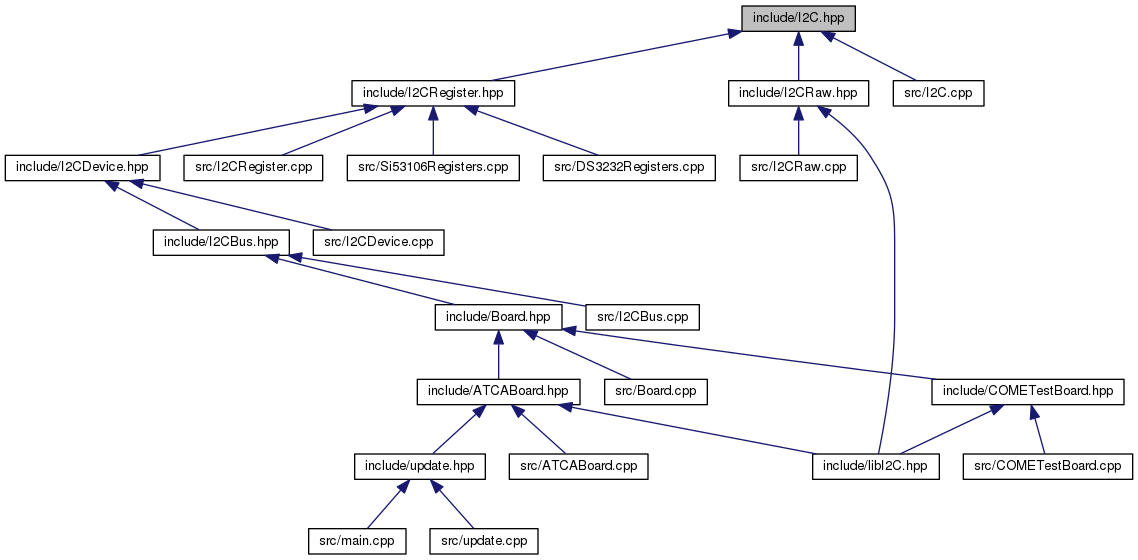 include/I2C.hpp
include/I2CRegister.hpp
include/I2CRaw.hpp
src/I2C.cpp
include/I2CDevice.hpp
src/I2CRegister.cpp
src/Si53106Registers.cpp
src/DS3232Registers.cpp
src/I2CRaw.cpp
include/I2CBus.hpp
src/I2CDevice.cpp
include/Board.hpp
src/I2CBus.cpp
include/ATCABoard.hpp
src/Board.cpp
include/COMETestBoard.hpp
include/update.hpp
src/ATCABoard.cpp
include/libI2C.hpp
src/COMETestBoard.cpp
src/main.cpp
src/update.cpp